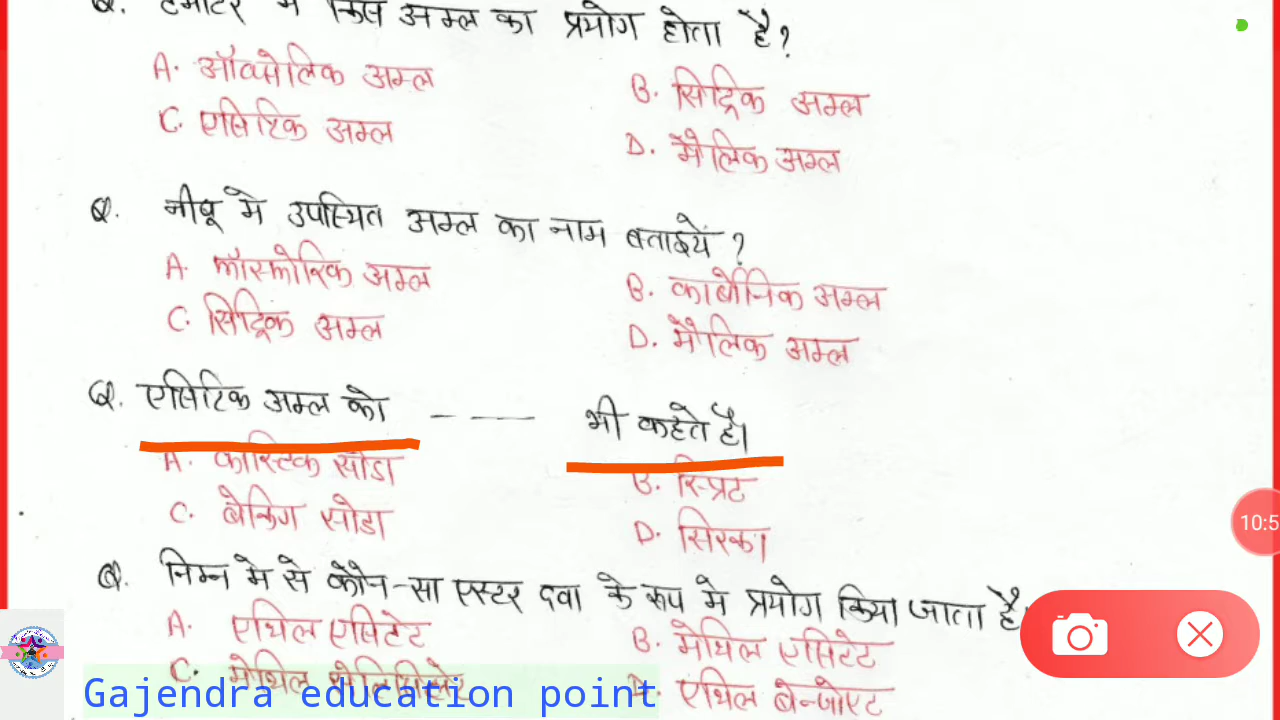 Q. टमाटर में किस अम्ल का प्रयोग होता है?
A. ऑक्सेलिक अम्ल B. सिट्रिक अम्ल
C. एसिटिक अम्ल D. मैलिक अम्ल
Q. नीबू मे उपस्थित अम्ल का नाम बताइयें ?
A. फॉस्फोरिक अम्ल B. कार्बोनिक अम्ल
C. सिट्रिक अम्ल D. मैलिक अम्ल
Q. एसिटिक अम्ल को ---- भी कहते है।
A. कास्टिक सोडा B. स्प्रिट
C. बेकिंग सोडा D. सिरका
Q. निम्न मे से कौन-सा एस्टर दवा के रूप मे प्रयोग किया जाता है
A. एथिल एसिटेट B. मेथिल एसिटेट
C. मेथिल D. एथिल बेन्जोएट
Gajendra education point
10:5